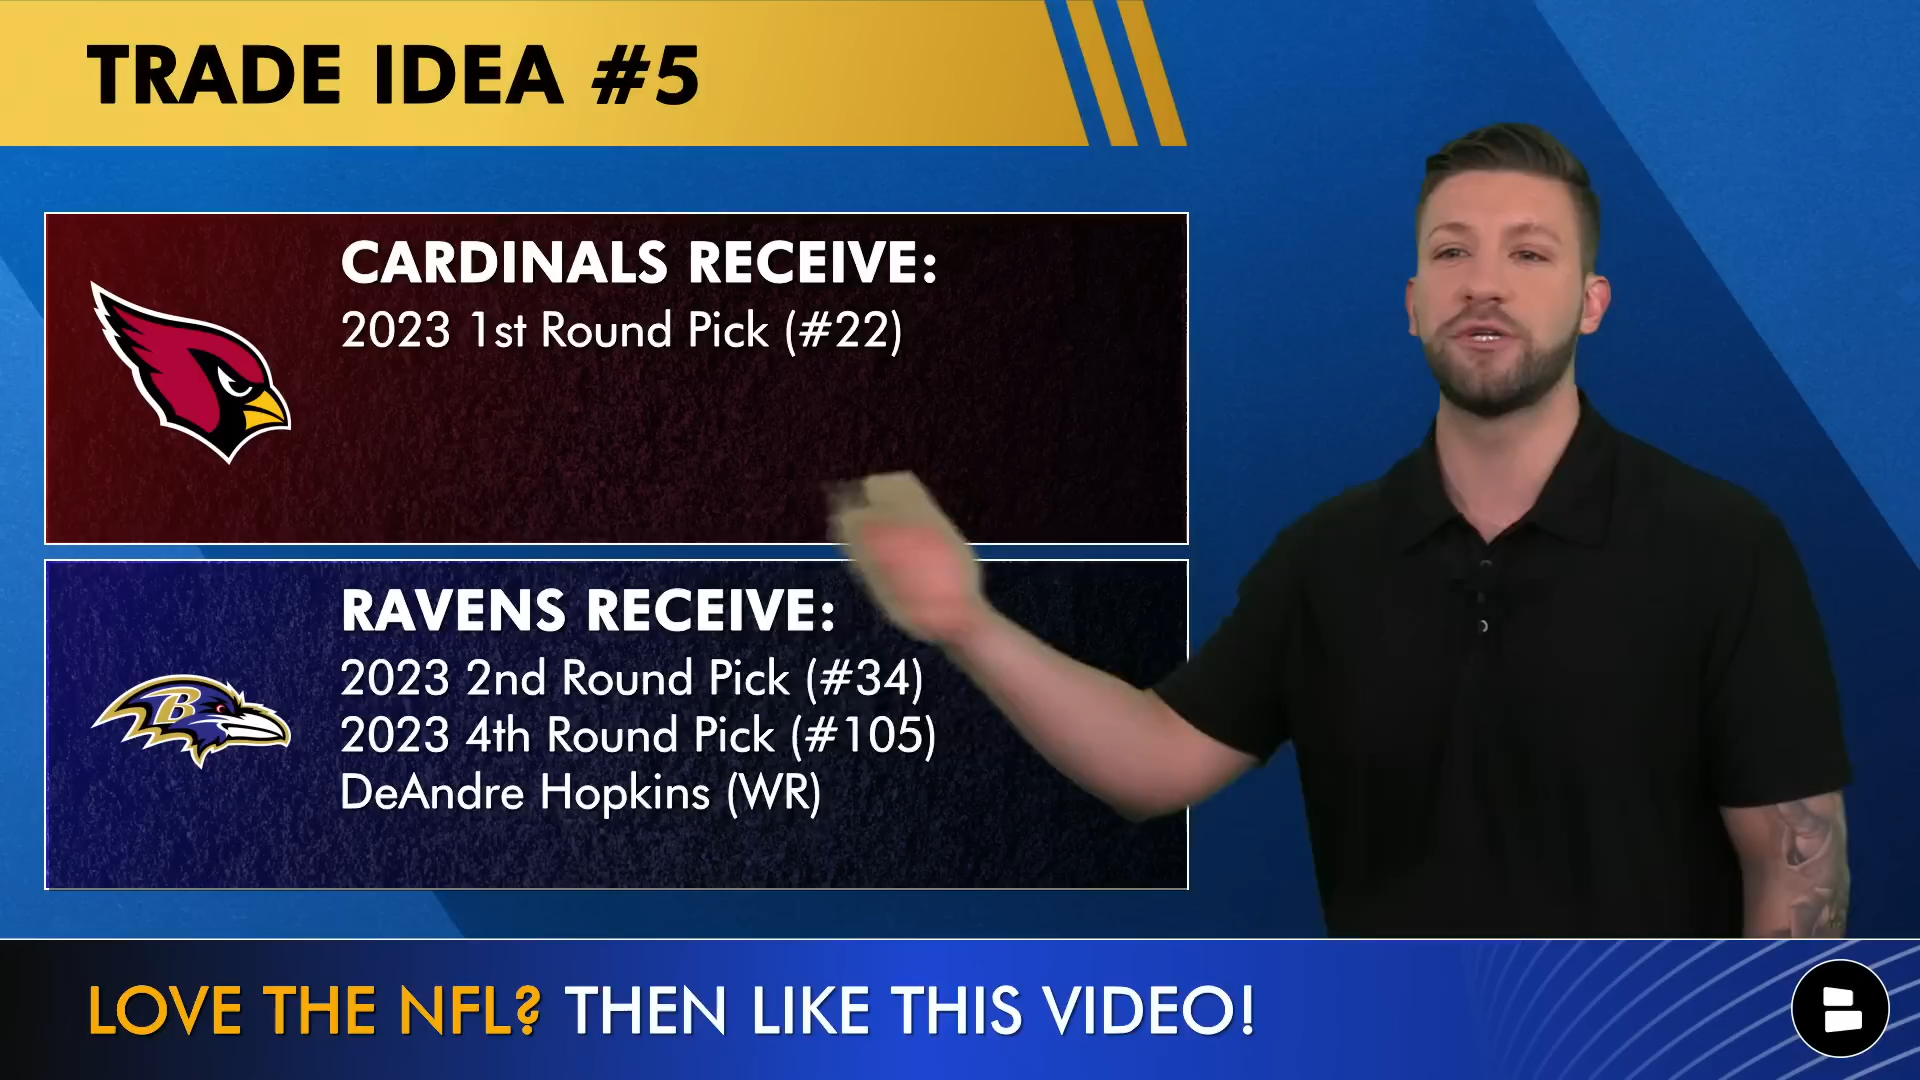 TRADE IDEA #5
CARDINALS RECEIVE:
2023 1st Round Pick (#22)
RAVENS RECEIVE:
2023 2nd Round Pick (#34)
2023 4th Round Pick (#105)
DeAndre Hopkins (WR)
B
LOVE THE NFL? THEN LIKE THIS VIDEO!